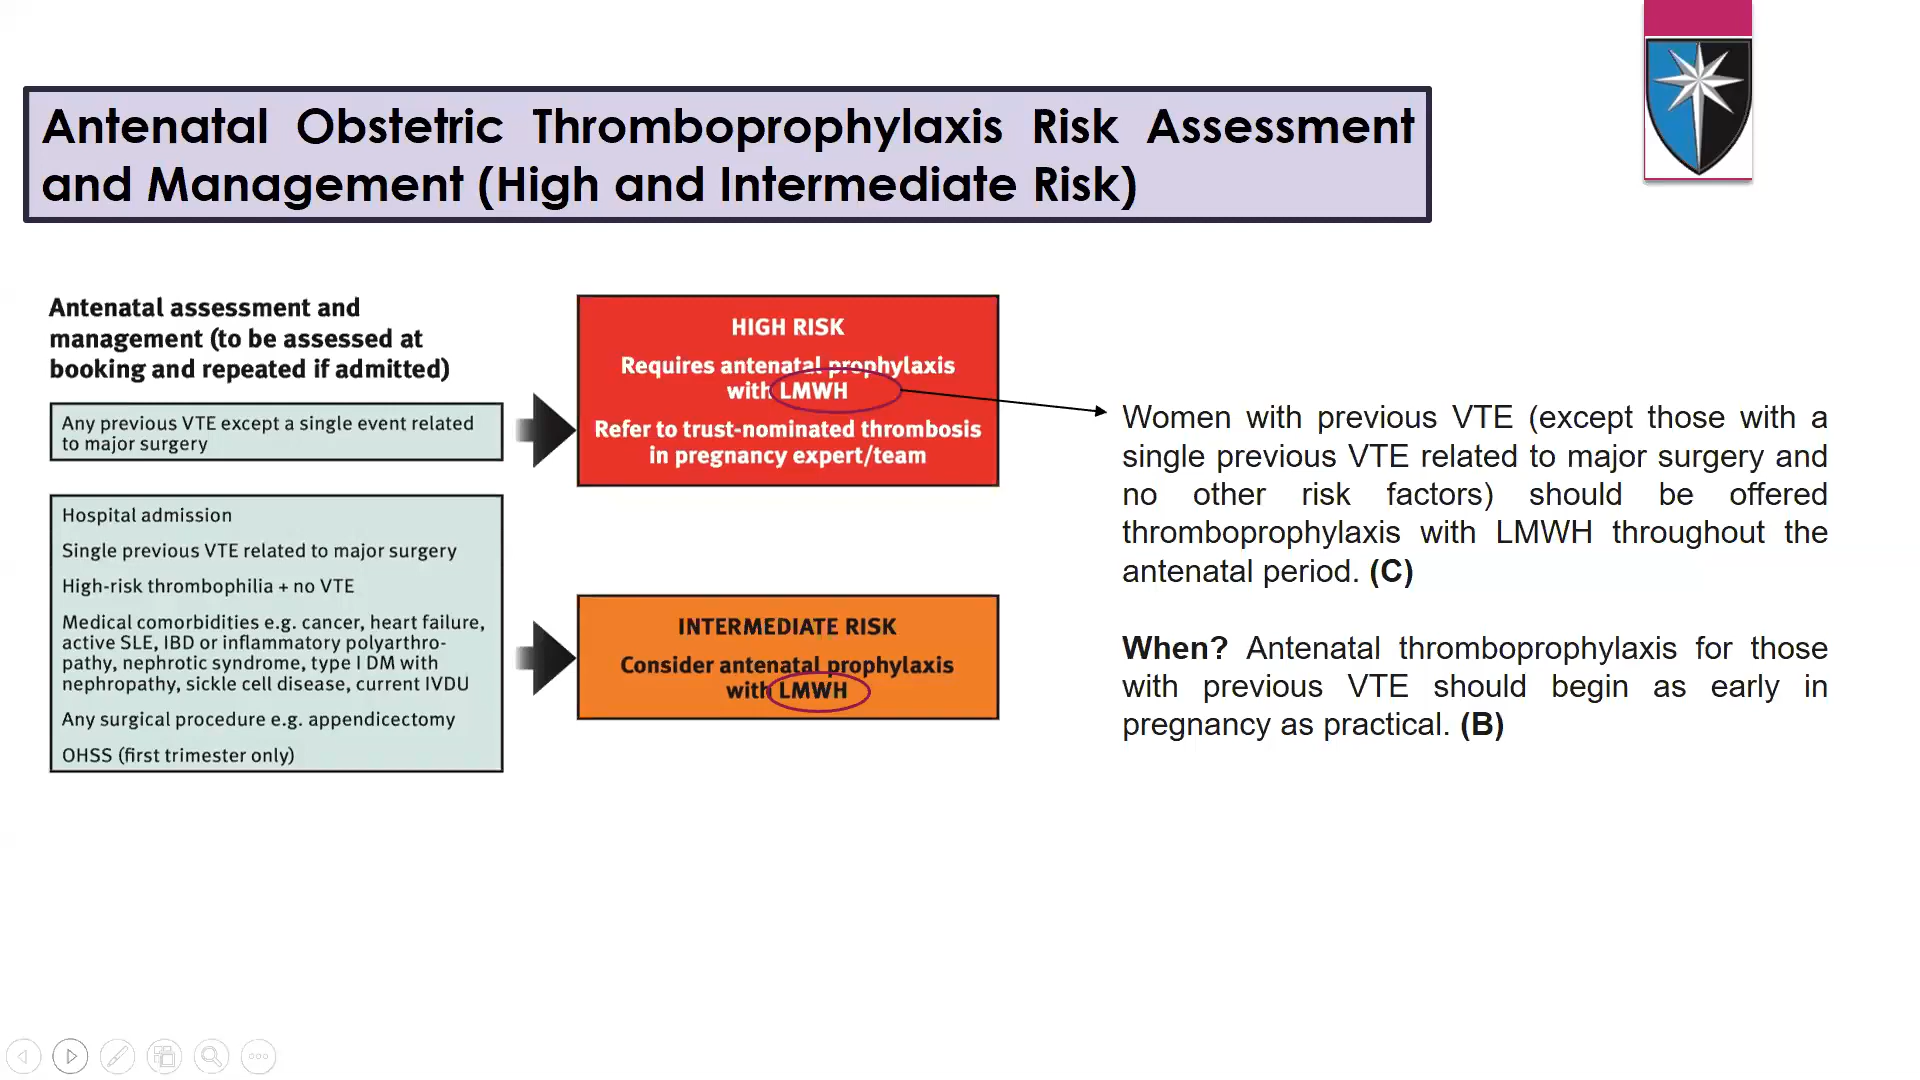 Antenatal Obstetric Thromboprophylaxis Risk Assessment
and Management (High and Intermediate Risk)
Antenatal assessment and
management (to be assessed at
booking and repeated if admitted)
Any previous VTE except a single event related
to major surgery
HIGH RISK
Requires antenatal prophylaxis
with LMWH
Refer to trust-nominated thrombosis
in pregnancy expert/team
Hospital admission
Single previous VTE related to major surgery
High-risk thrombophilia + no VTE
Medical comorbidities e.g. cancer, heart failure,
active SLE, IBD or inflammatory polyarthro-
pathy, nephrotic syndrome, type I DM with
nephropathy, sickle cell disease, current IVDU
Any surgical procedure e.g. appendicectomy
OHSS (first trimester only)
INTERMEDIATE RISK
Consider antenatal prophylaxis
with LMWH
Women with previous VTE (except those with a
single previous VTE related to major surgery and
no other risk factors) should be offered
thromboprophylaxis with LMWH throughout the
antenatal period. (C)
When? Antenatal thromboprophylaxis for those
with previous VTE should begin as early in
pregnancy as practical. (B)